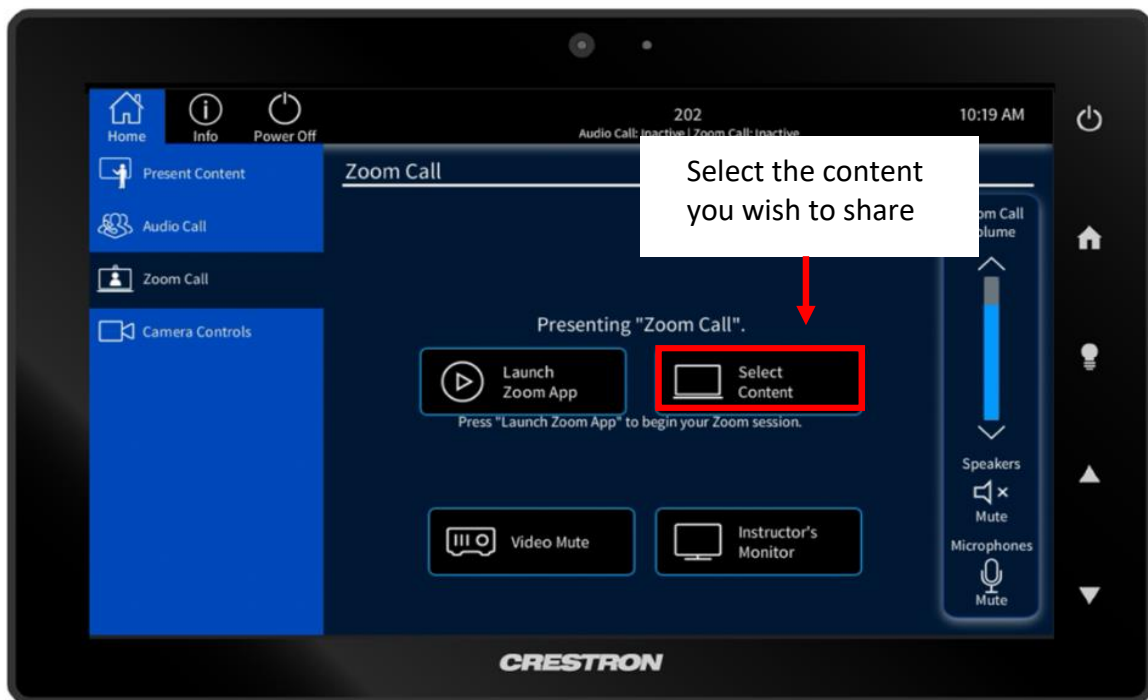 202
10:19 AM
Home
Info
Power Off
Audio Call: Inactive | Zoom Call: Inactive
Present Content
Audio Call
Zoom Call
Camera Controls
Zoom Call
Select the content
you wish to share
Call
Presenting "Zoom Call".
Launch
Zoom App
Select
Content
Press "Launch Zoom App" to begin your Zoom session.
Video Mute
Instructor's
Monitor
Speakers
Mute
Microphones
Mute
CRESTRON